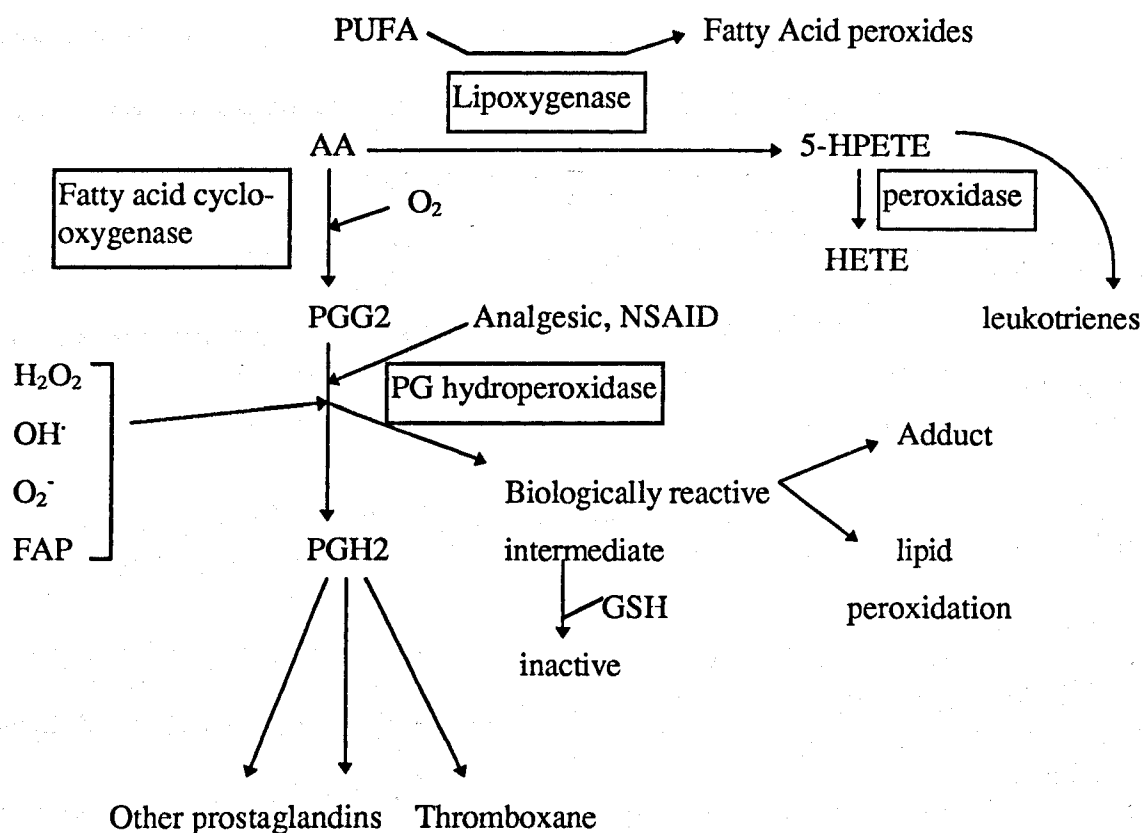 PUFA Fatty Acid peroxides
Lipoxygenase
AA 5-HPETE
Fatty acid cyclo-
oxygenase
O₂
peroxidase
HETE
PGG2 Analgesic, NSAID
leukotrienes
H₂O₂
PG hydroperoxidase
OH·
Adduct
O₂⁻
Biologically reactive
FAP PGH2 intermediate
lipid
GSH
peroxidation
inactive
Other prostaglandins Thromboxane